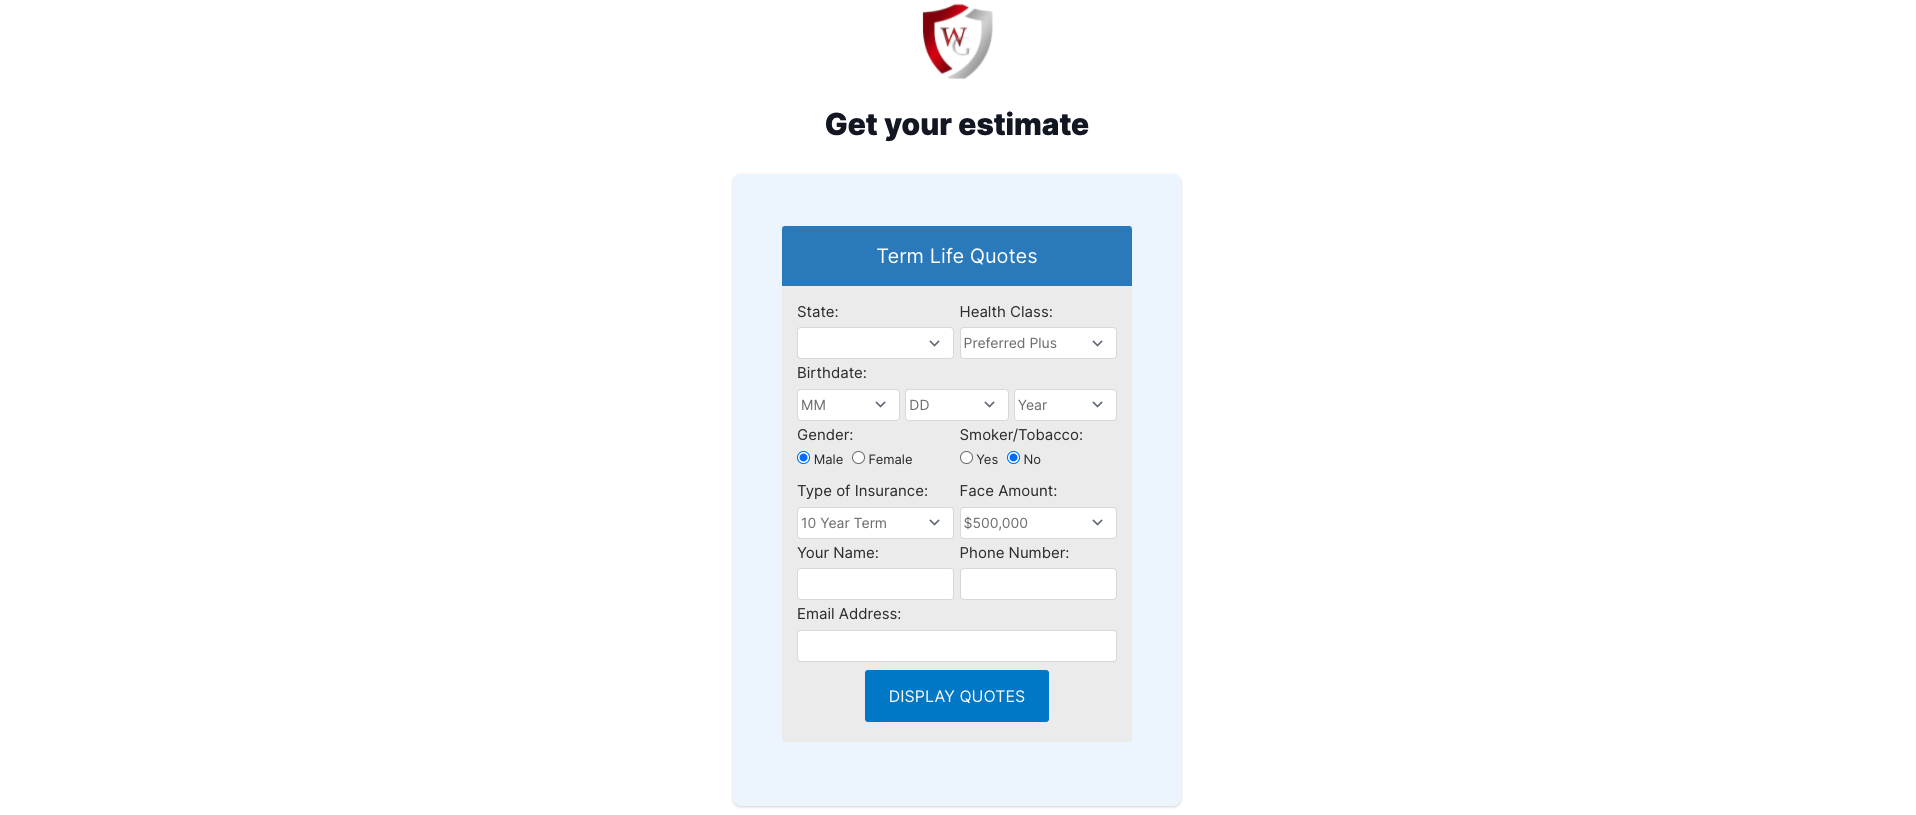 WG
Get your estimate
Term Life Quotes
State: Health Class:
Preferred Plus
Birthdate:
MM DD Year
Gender: Smoker/Tobacco:
Male Female Yes No
Type of Insurance: Face Amount:
10 Year Term $500,000
Your Name: Phone Number:
Email Address:
DISPLAY QUOTES